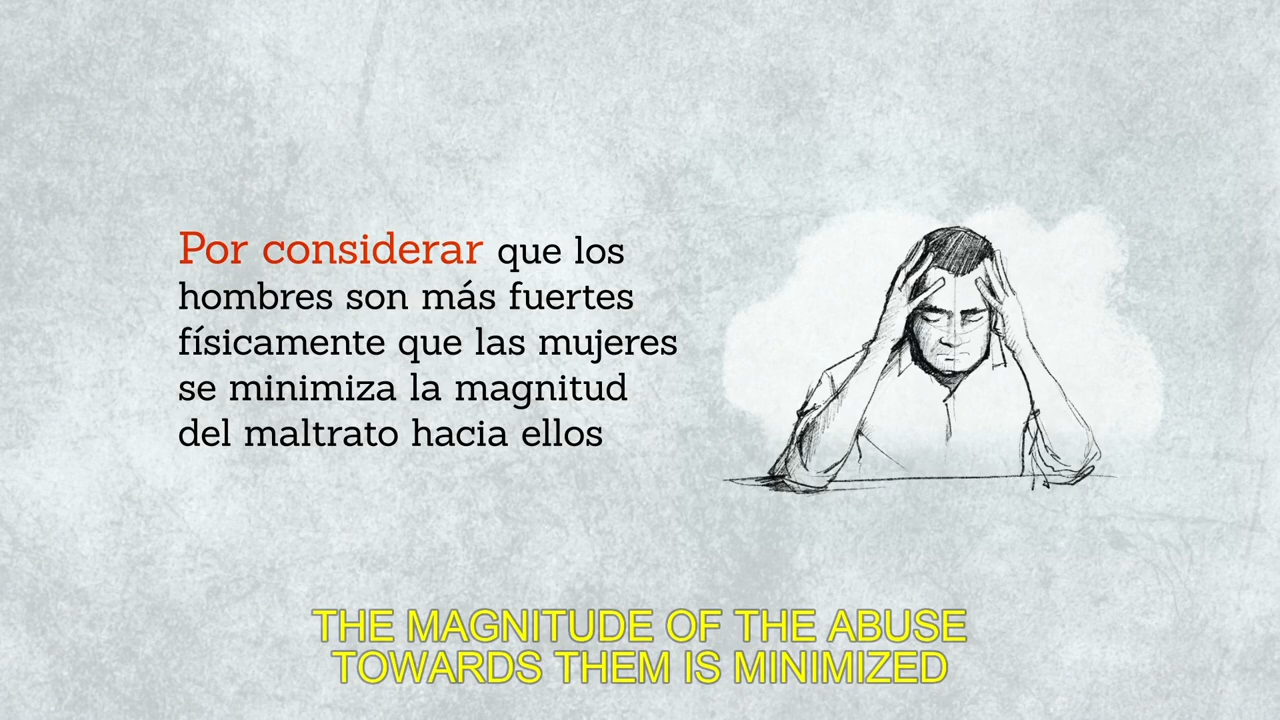 Por considerar que los
hombres son más fuertes
físicamente que las mujeres
se minimiza la magnitud
del maltrato hacia ellos
THE MAGNITUDE OF THE ABUSE
TOWARDS THEM IS MINIMIZED